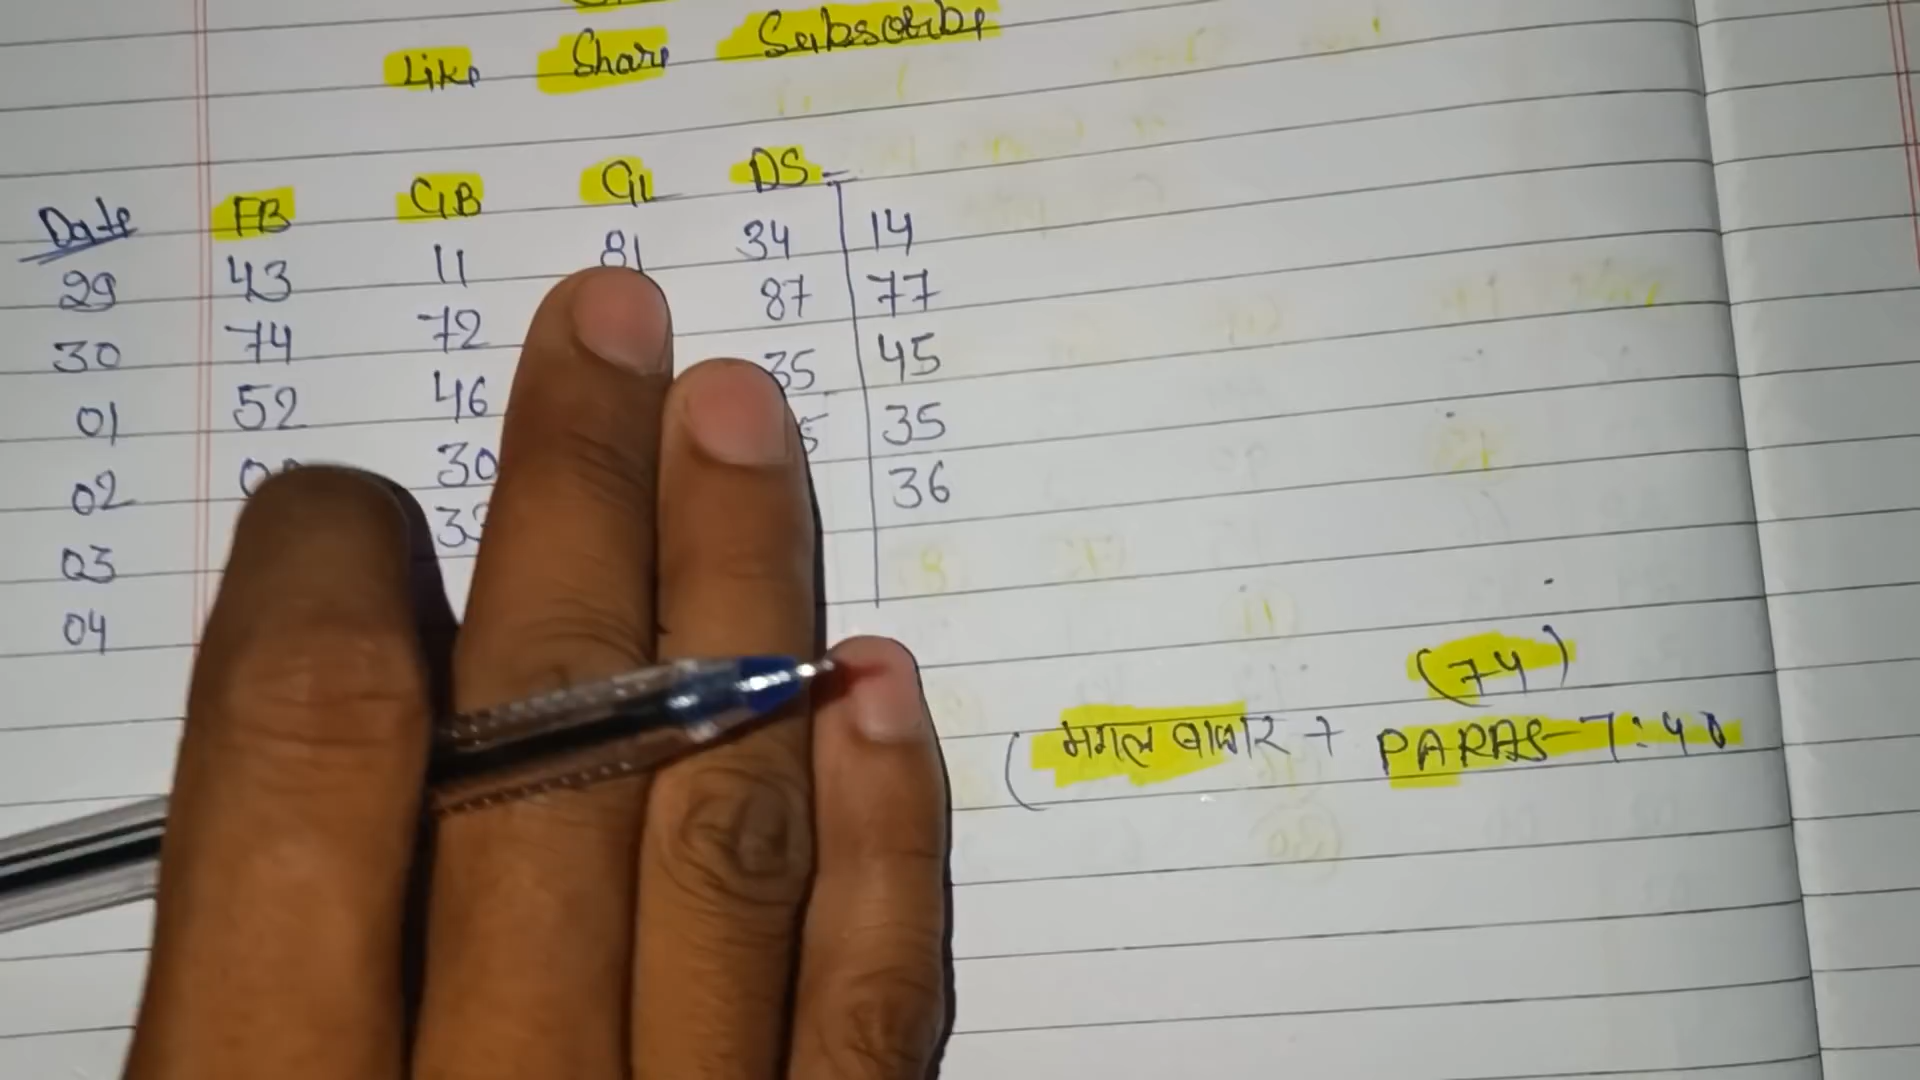 Like Share Subscribe
Date FB GB GL DS
29 43 11 81 34 14
30 74 72 87 77
01 52 46 35 45
02 30 35
03 36
04
(74)
(मगल बाजार + PARAS-7:40